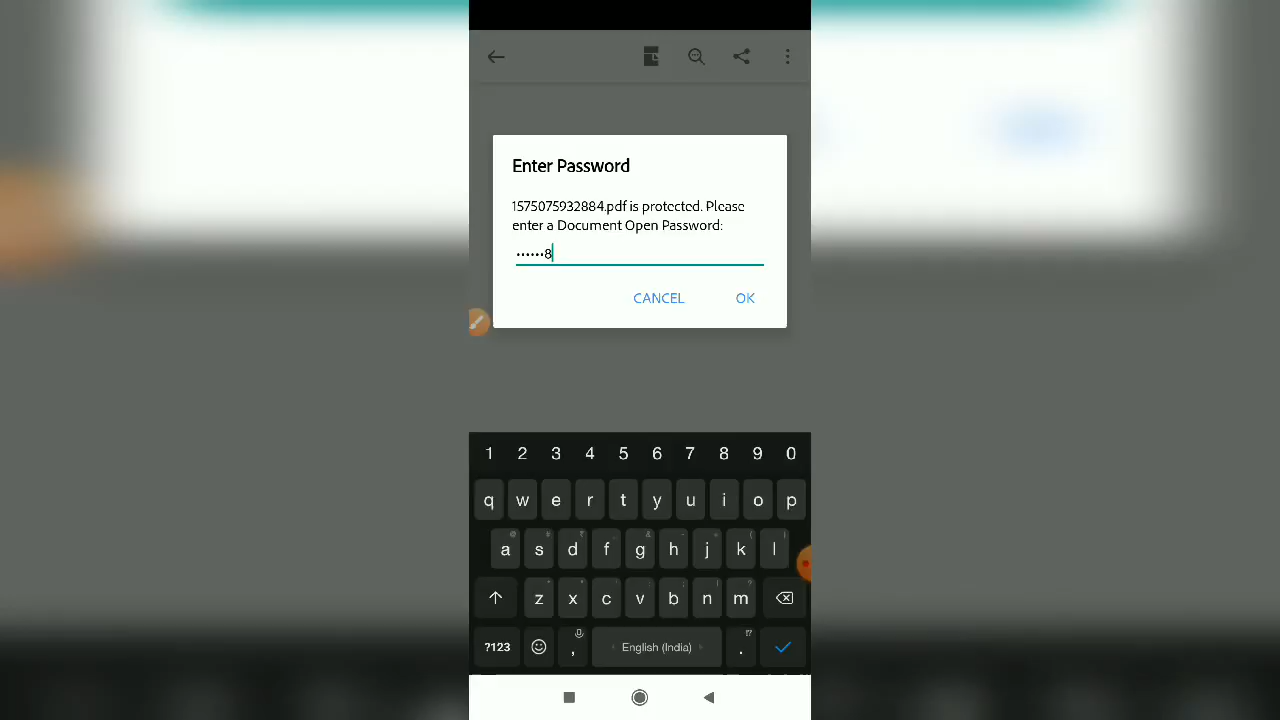 Enter Password
1575075932884.pdf is protected. Please
enter a Document Open Password:
••••••8
CANCEL OK
1 2 3 4 5 6 7 8 9 0
q w e r t y u i o p
a s d f g h j k l
z x c v b n m
?123 , English (India) .